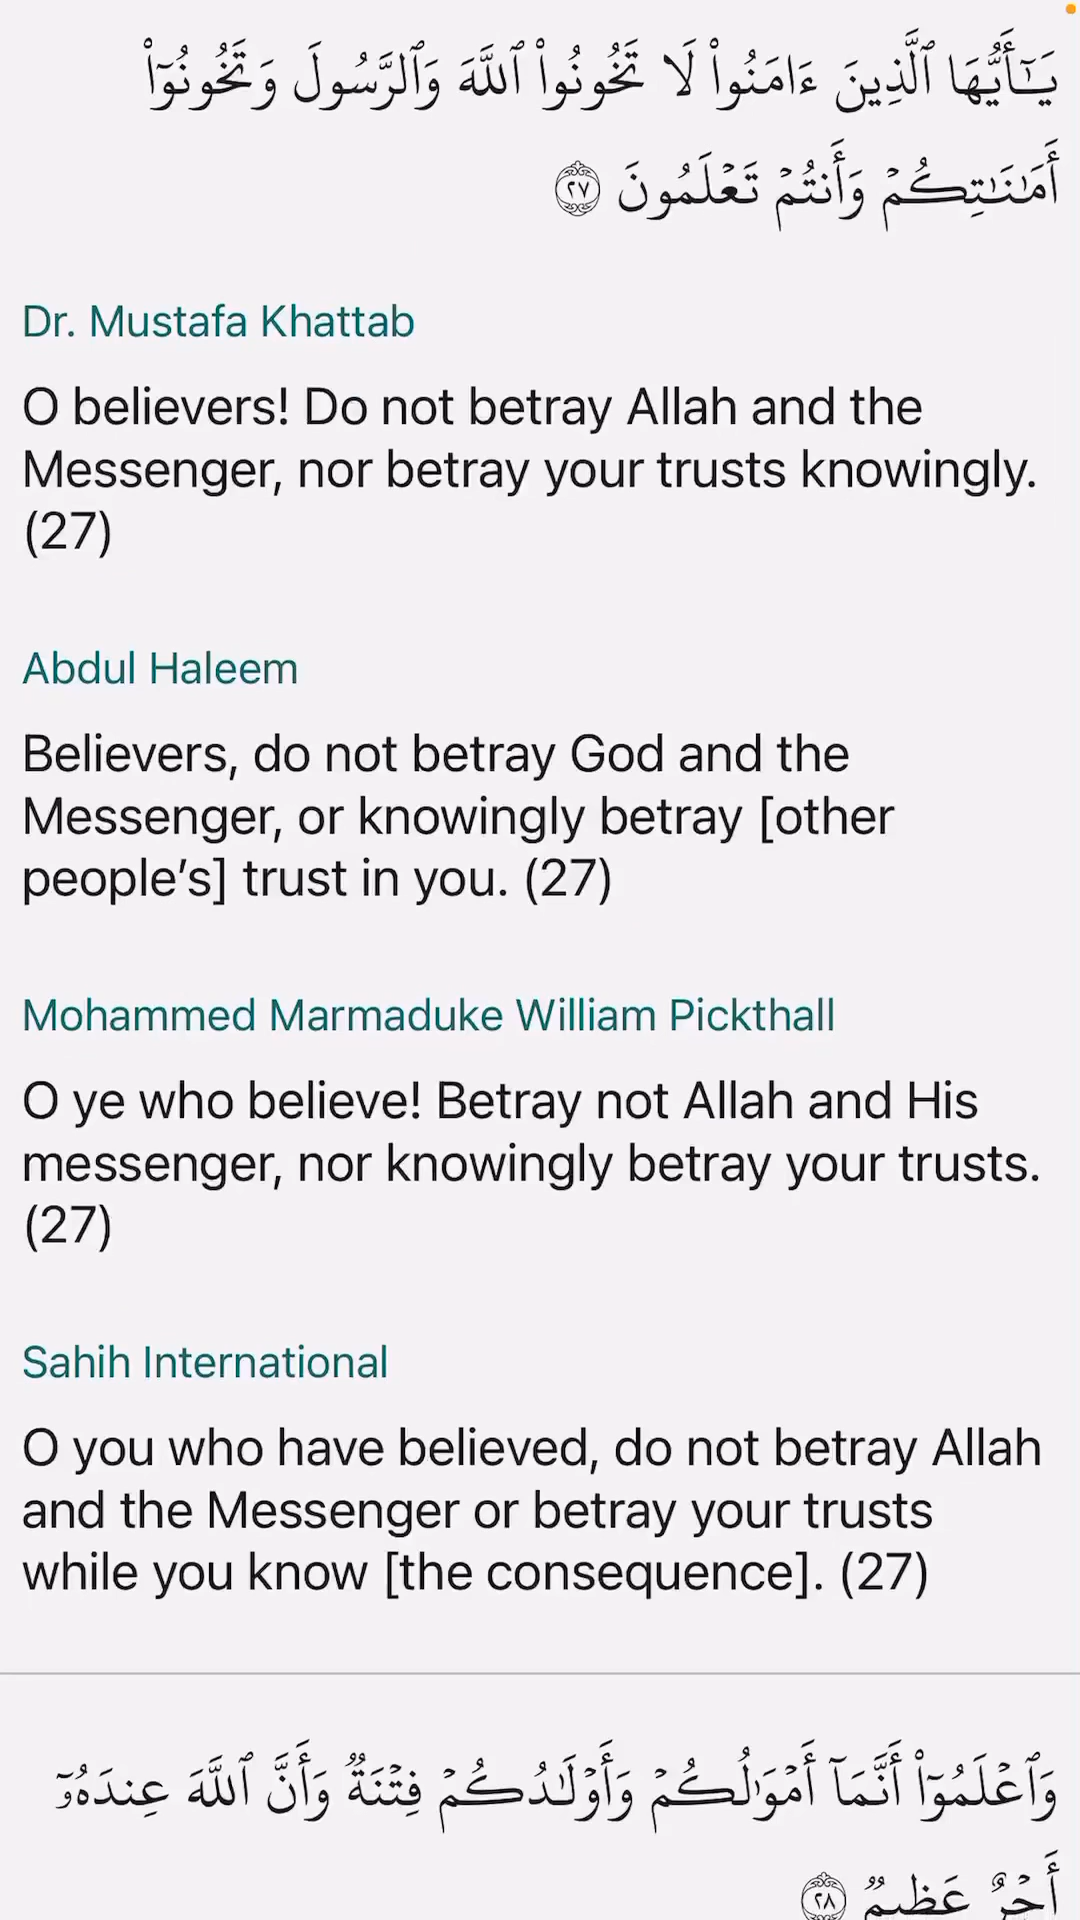 يَـٰٓأَيُّهَا ٱلَّذِينَ ءَامَنُوا۟ لَا تَخُونُوا۟ ٱللَّهَ وَٱلرَّسُولَ وَتَخُونُوٓا۟
أَمَـٰنَـٰتِكُمْ وَأَنتُمْ تَعْلَمُونَ ٢٧
Dr. Mustafa Khattab
O believers! Do not betray Allah and the
Messenger, nor betray your trusts knowingly.
(27)
Abdul Haleem
Believers, do not betray God and the
Messenger, or knowingly betray [other
people’s] trust in you. (27)
Mohammed Marmaduke William Pickthall
O ye who believe! Betray not Allah and His
messenger, nor knowingly betray your trusts.
(27)
Sahih International
O you who have believed, do not betray Allah
and the Messenger or betray your trusts
while you know [the consequence]. (27)
وَٱعْلَمُوٓا۟ أَنَّمَآ أَمْوَٰلُكُمْ وَأَوْلَـٰدُكُمْ فِتْنَةٌ وَأَنَّ ٱللَّهَ عِندَهُۥٓ
أَجْرٌ عَظِيمٌ ٢٨